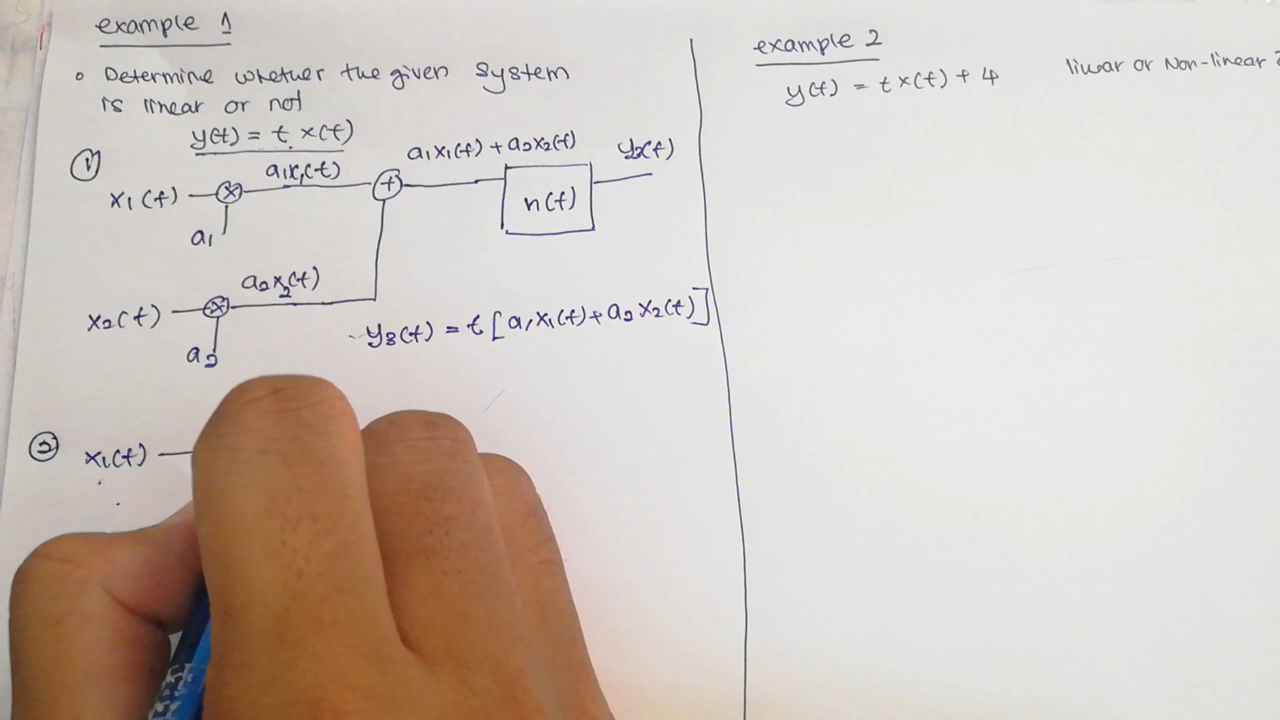 example 1
o Determine whether the given system
is linear or not
y(t) = t x(t)
1
a1x1(t)
a1x1(t) + a2x2(t)
y3(t)
x1(t)
x
+
h(t)
a1
a2x2(t)
x2(t)
x
a2
y3(t) = t [a1x1(t) + a2x2(t)]
2 x1(t)
example 2
y(t) = t x(t) + 4
linear or Non-linear